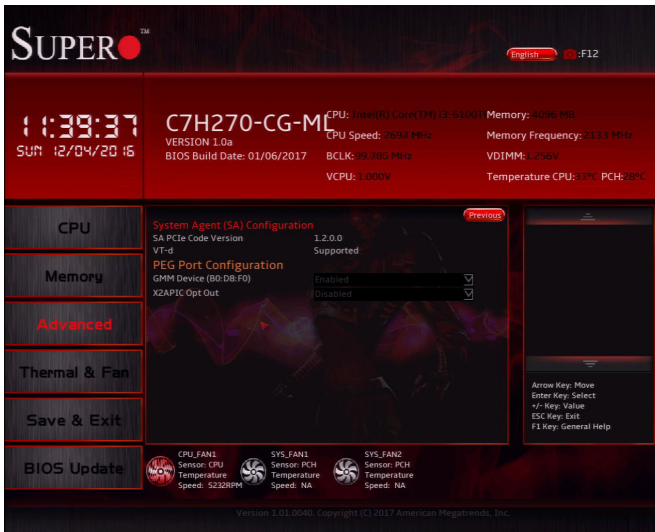 SUPER TM
English :F12
11:39:37
SUN 12/04/2016
C7H270-CG-ML
VERSION 1.0a
BIOS Build Date: 01/06/2017
CPU: Intel(R) Core(TM) i3-6100T
CPU Speed: 2693 MHz
BCLK: 99.785 MHz
VCPU: 1.000V
Memory: 4096 MB
Memory Frequency: 2133 MHz
VDIMM: 1.256V
Temperature CPU: 33°C PCH: 28°C
CPU
Memory
Advanced
Thermal & Fan
Save & Exit
BIOS Update
Previous
System Agent (SA) Configuration
SA PCIe Code Version 1.2.0.0
VT-d Supported
PEG Port Configuration
GMM Device (B0:D8:F0) Enabled
X2APIC Opt Out Disabled
Arrow Key: Move
Enter Key: Select
+/- Key: Value
ESC Key: Exit
F1 Key: General Help
CPU_FAN1
Sensor: CPU
Temperature
Speed: 5232RPM
SYS_FAN1
Sensor: PCH
Temperature
Speed: NA
SYS_FAN2
Sensor: PCH
Temperature
Speed: NA
Version 1.01.0040. Copyright (C) 2017 American Megatrends, Inc.